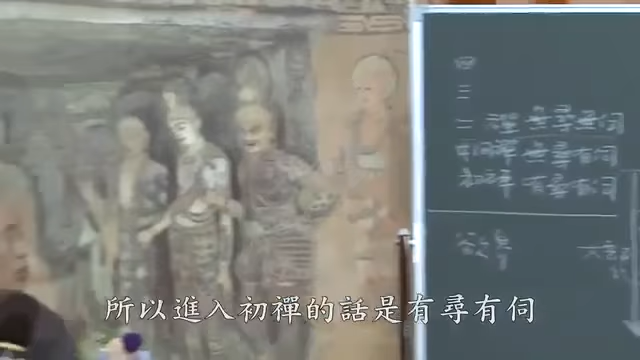 四
三
二禪 無尋無伺
中間禪 無尋有伺
初禪 有尋有伺
欲界
所以進入初禪的話是有尋有伺